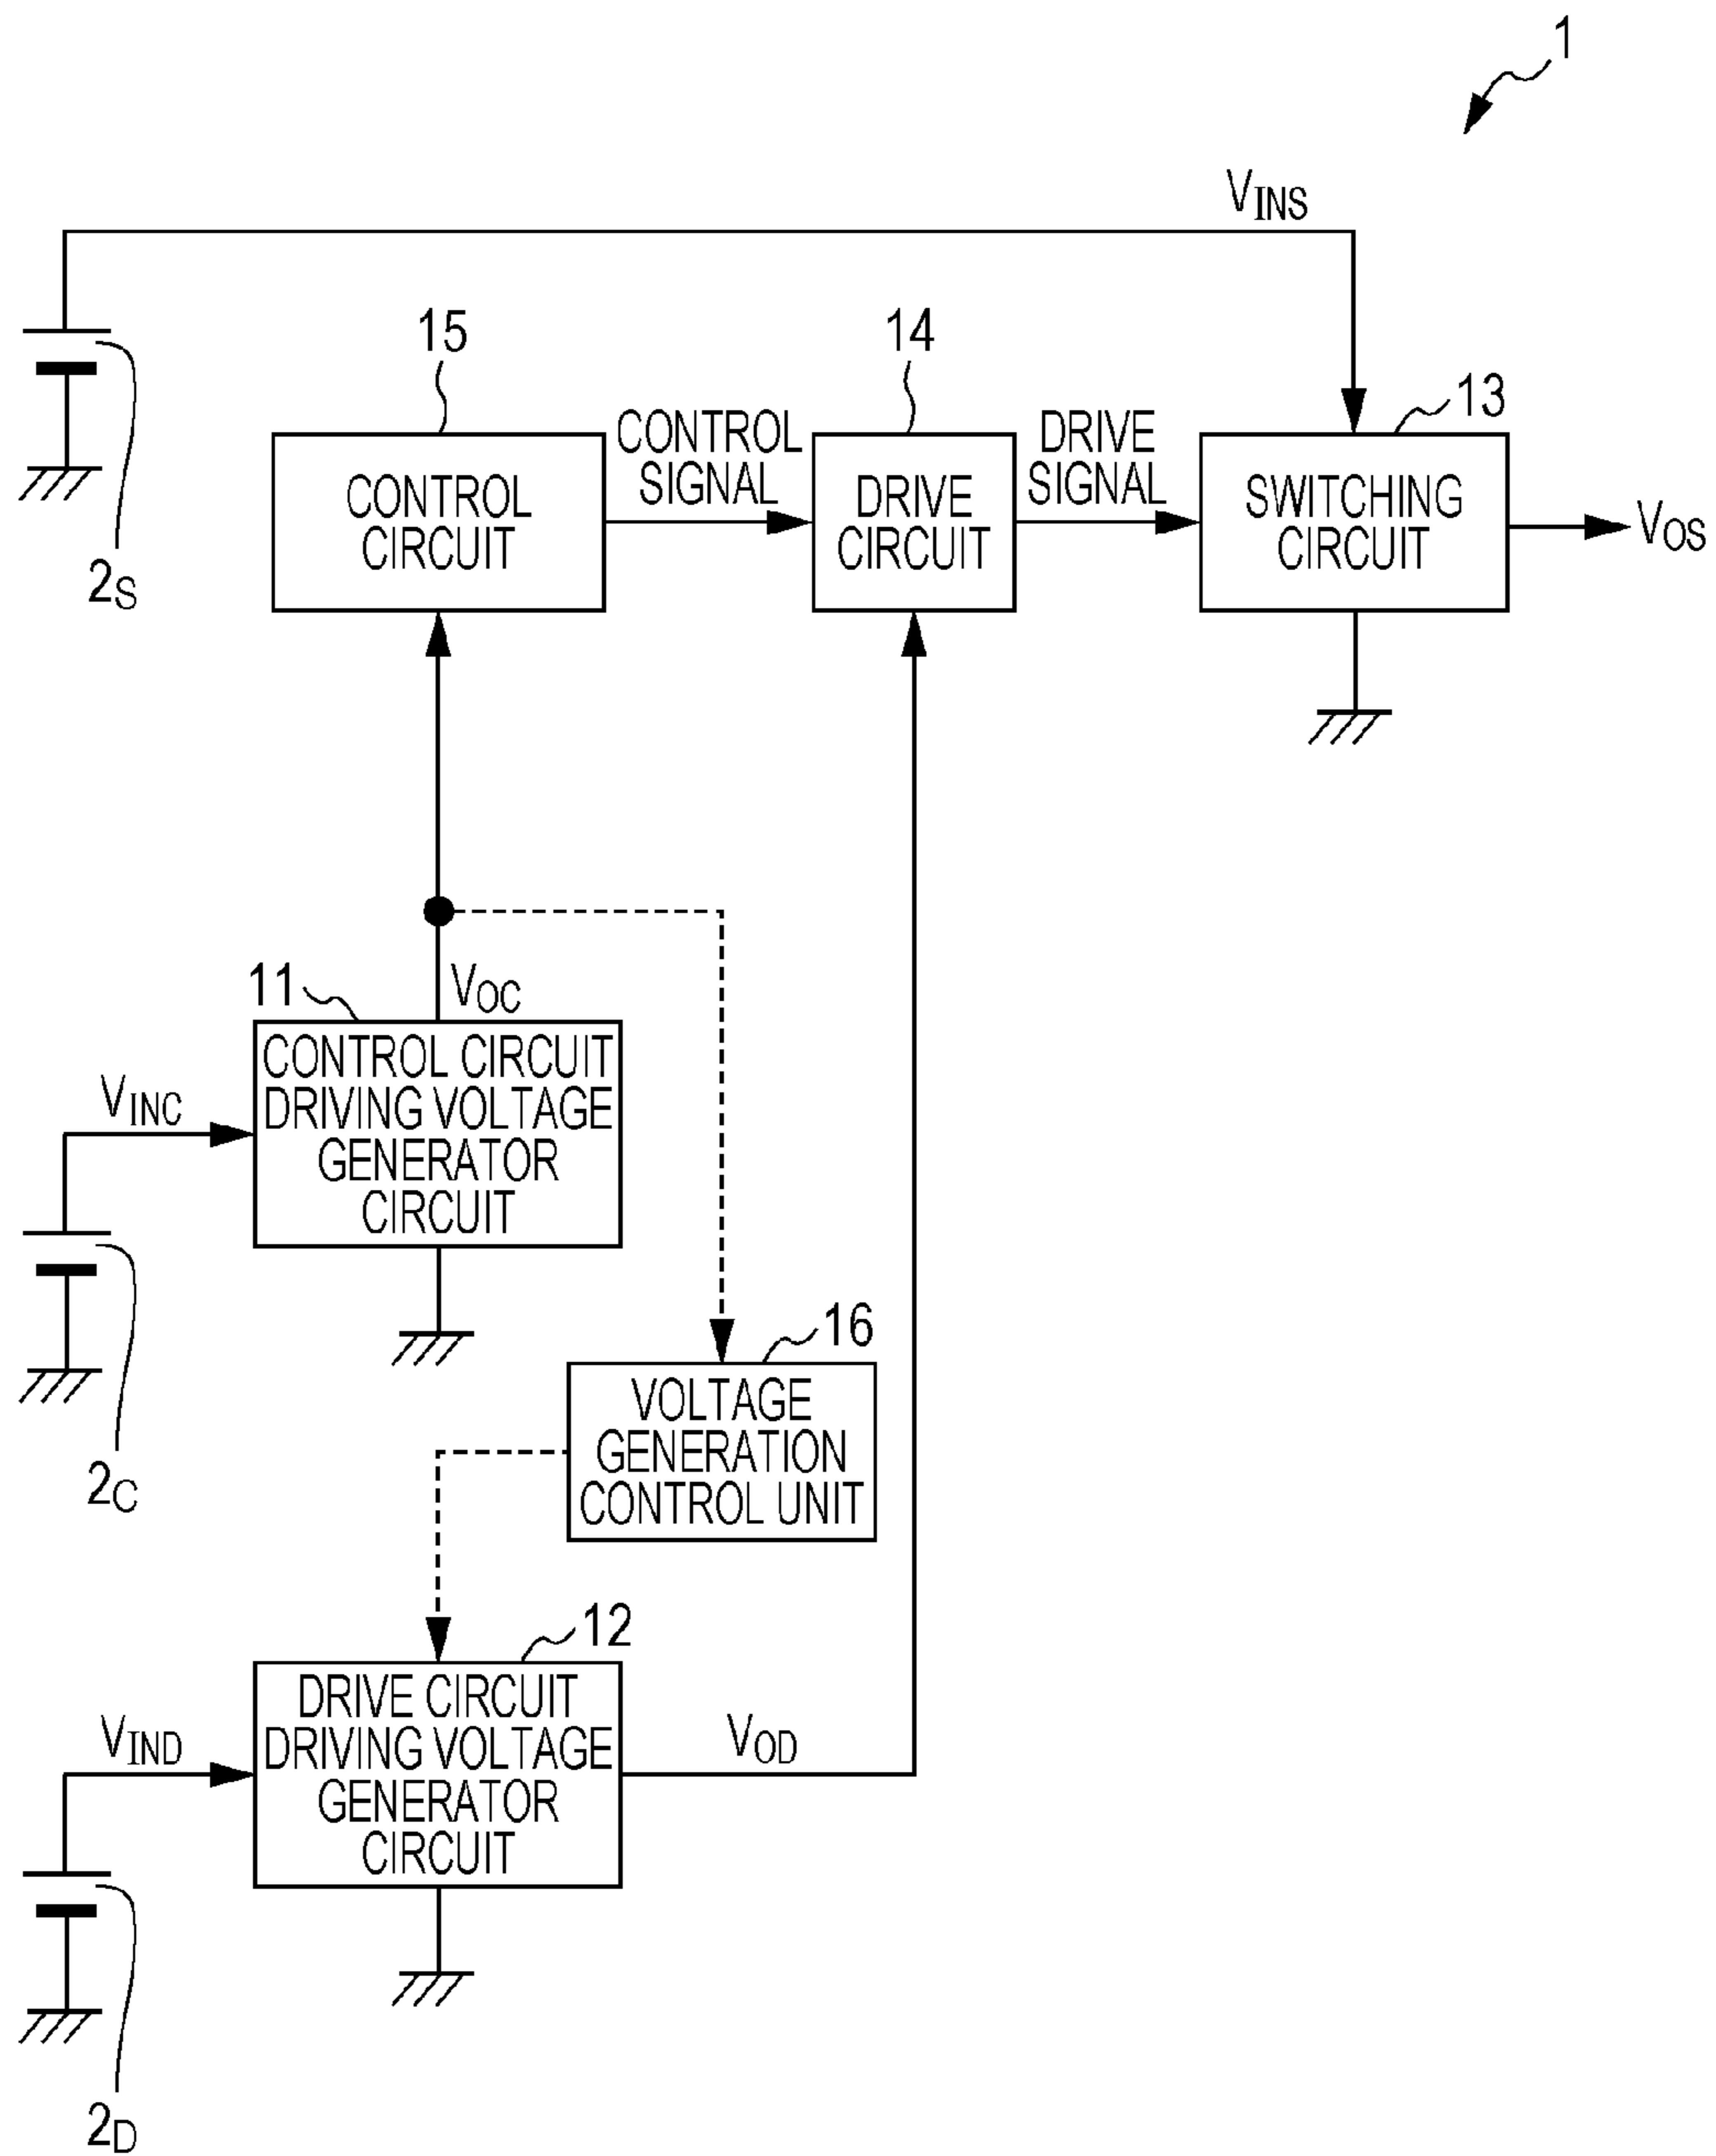 1
VINS
15
14
13
CONTROL
SIGNAL
DRIVE
SIGNAL
CONTROL
CIRCUIT
DRIVE
CIRCUIT
SWITCHING
CIRCUIT
VOS
2S
11
VOC
CONTROL CIRCUIT
DRIVING VOLTAGE
GENERATOR
CIRCUIT
VINC
2C
16
VOLTAGE
GENERATION
CONTROL UNIT
12
DRIVE CIRCUIT
DRIVING VOLTAGE
GENERATOR
CIRCUIT
VIND
VOD
2D